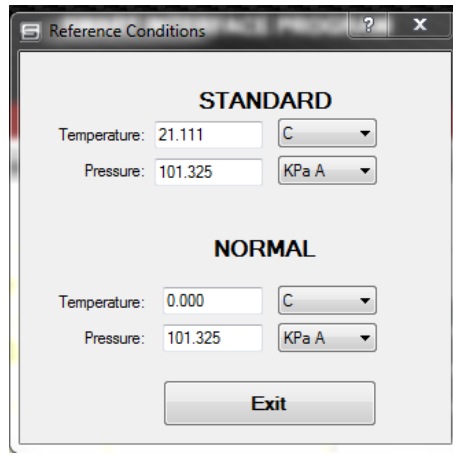 Reference Conditions
STANDARD
Temperature: 21.111 C
Pressure: 101.325 KPa A
NORMAL
Temperature: 0.000 C
Pressure: 101.325 KPa A
Exit